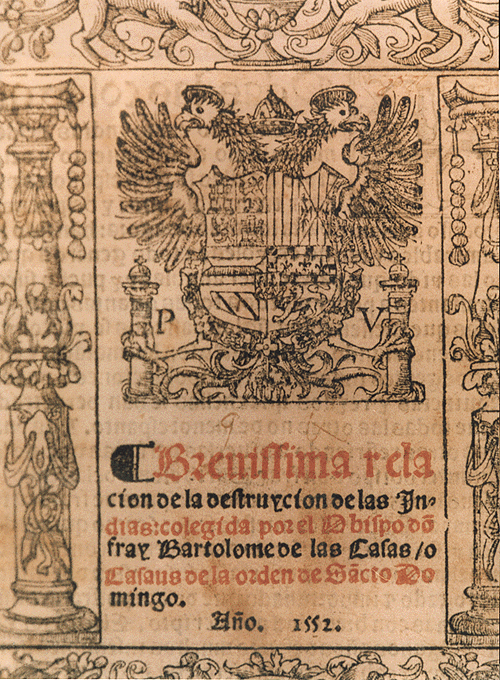 P V
Breuissima rela
cion de la destruycion de las In-
dias: colegida por el Obispo dō
fray Bartolome de las Casas / o
Casaus de la orden de Sācto Do
mingo.
Año. 1552.